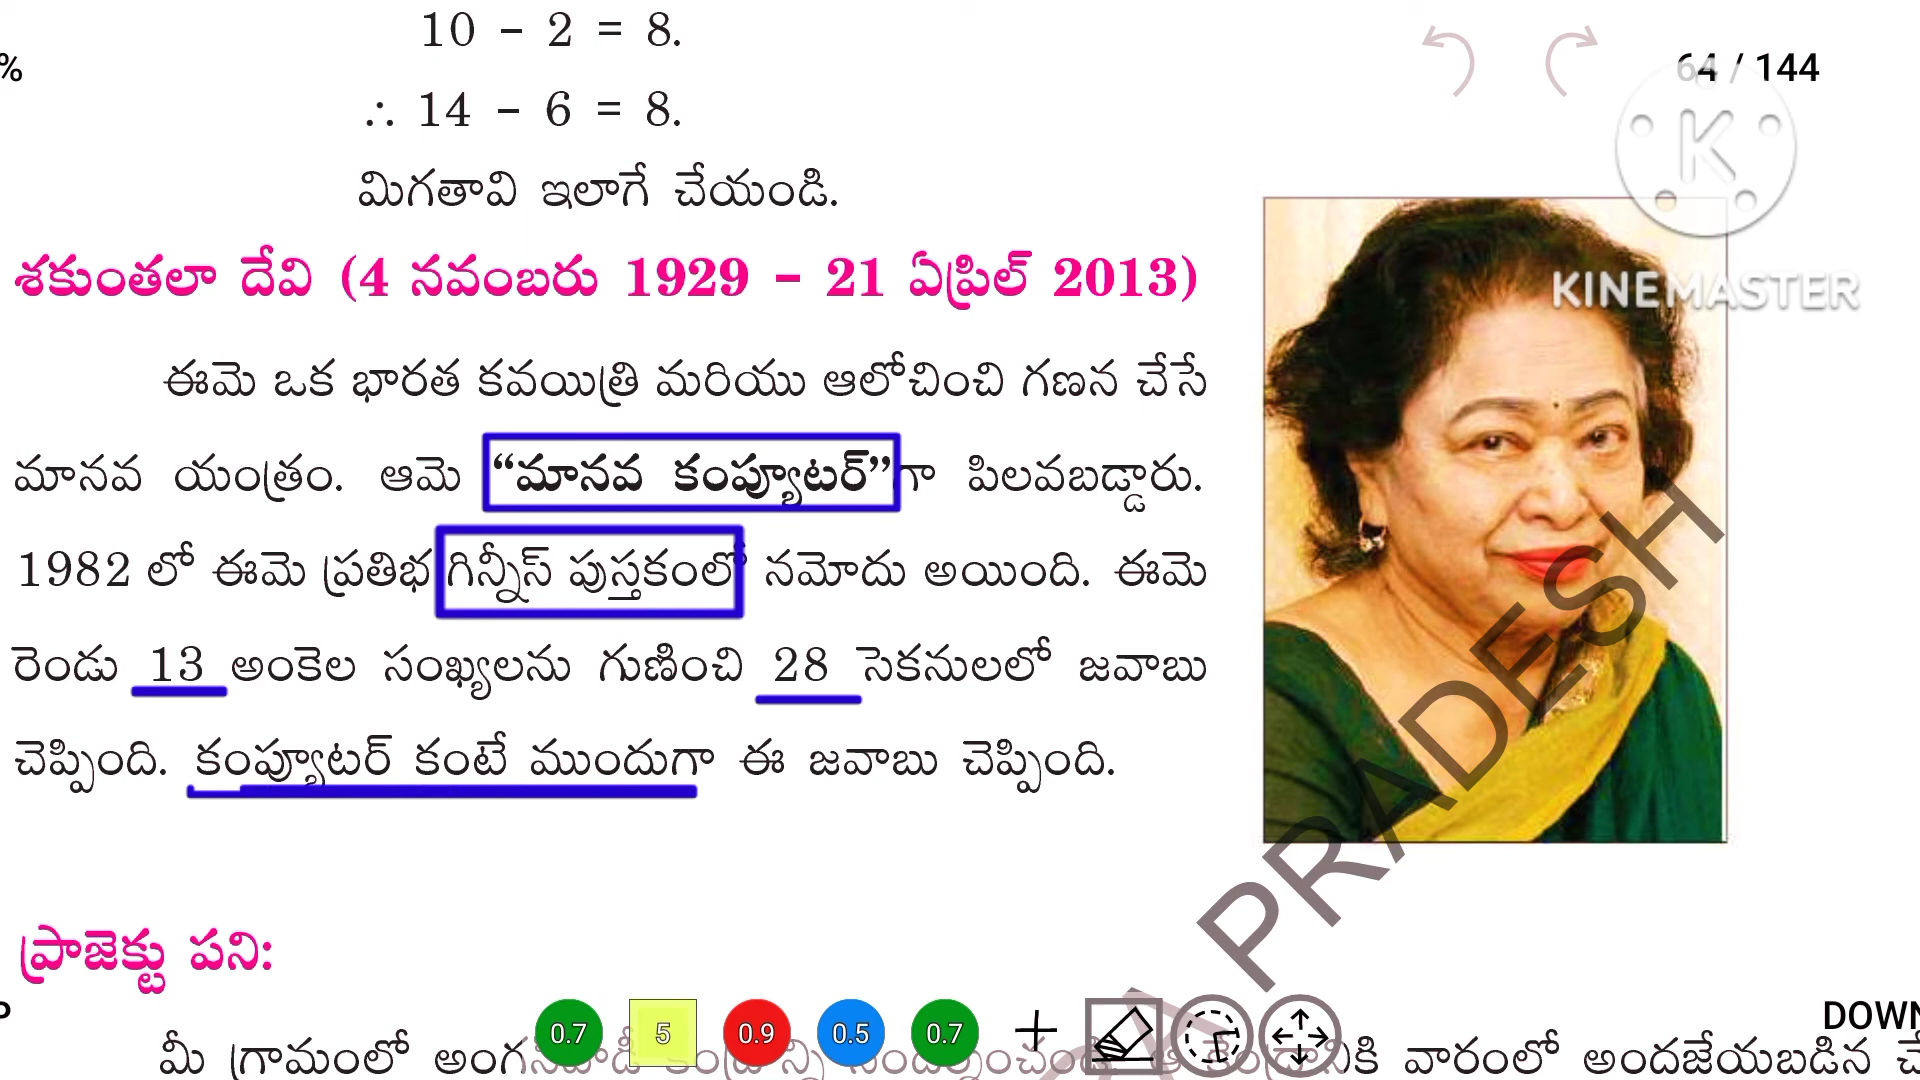 10 - 2 = 8.
%
64 / 144
∴ 14 - 6 = 8.
K
మిగతావి ఇలాగే చేయండి.
KINEMASTER
శకుంతలా దేవి (4 నవంబరు 1929 - 21 ఏప్రిల్ 2013)
ఈమె ఒక భారత కవయిత్రి మరియు ఆలోచించి గణన చేసే
మానవ యంత్రం. ఆమె “మానవ కంప్యూటర్”గా పిలవబడ్డారు.
1982 లో ఈమె ప్రతిభ గిన్నీస్ పుస్తకంలో నమోదు అయింది. ఈమె
రెండు 13 అంకెల సంఖ్యలను గుణించి 28 సెకనులలో జవాబు
చెప్పింది. కంప్యూటర్ కంటే ముందుగా ఈ జవాబు చెప్పింది.
PRADESH
ప్రాజెక్టు పని:
0.7 5 0.9 0.5 0.7 +
DOWN
మీ గ్రామంలో వారంలో అందజేయబడిన